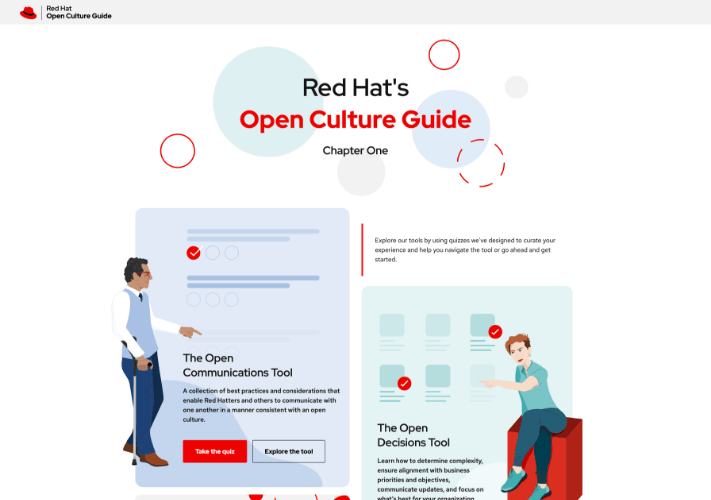 Red Hat
Open Culture Guide
Red Hat's
Open Culture Guide
Chapter One
Explore our tools by using quizzes we've designed to curate your
experience and help you navigate the tool or go ahead and get
started.
The Open
Communications Tool
A collection of best practices and considerations that
enable Red Hatters and others to communicate with
one another in a manner consistent with an open
culture.
Take the quiz
Explore the tool
The Open
Decisions Tool
Learn how to determine complexity,
ensure alignment with business
priorities and objectives,
communicate updates, and focus on
what's best for your organization